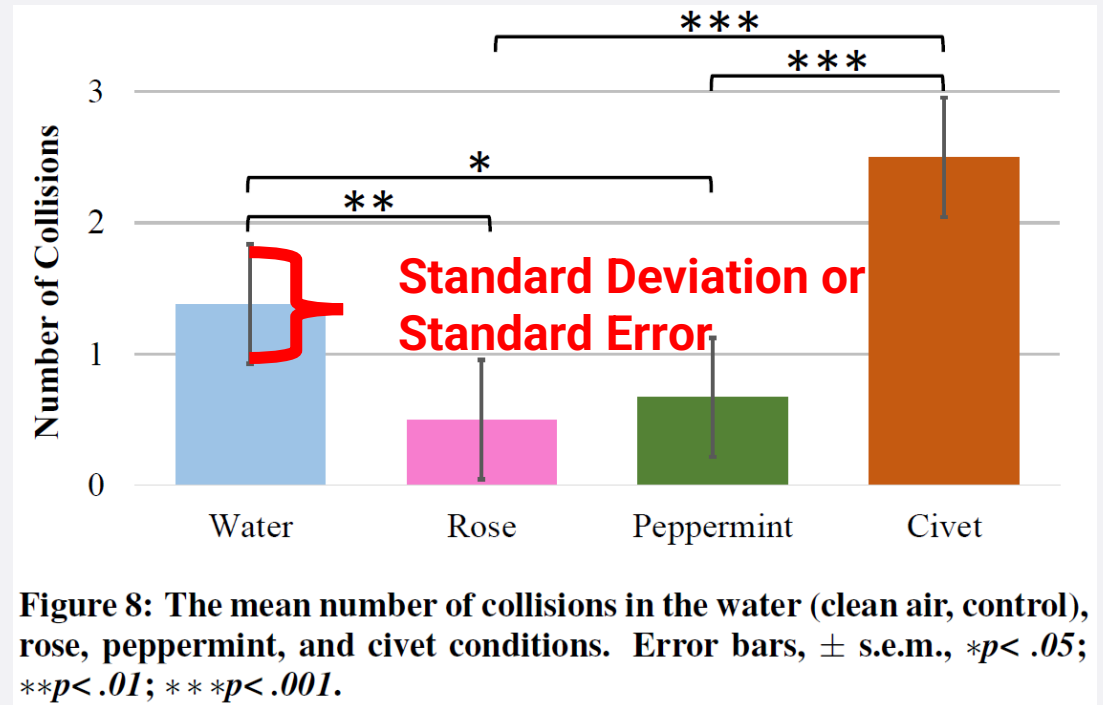 ***
***
3
*
**
2
Standard Deviation or
Standard Error
1
0
Number of Collisions
Water Rose Peppermint Civet
Figure 8: The mean number of collisions in the water (clean air, control),
rose, peppermint, and civet conditions. Error bars, ± s.e.m., *p< .05;
**p< .01; ***p< .001.